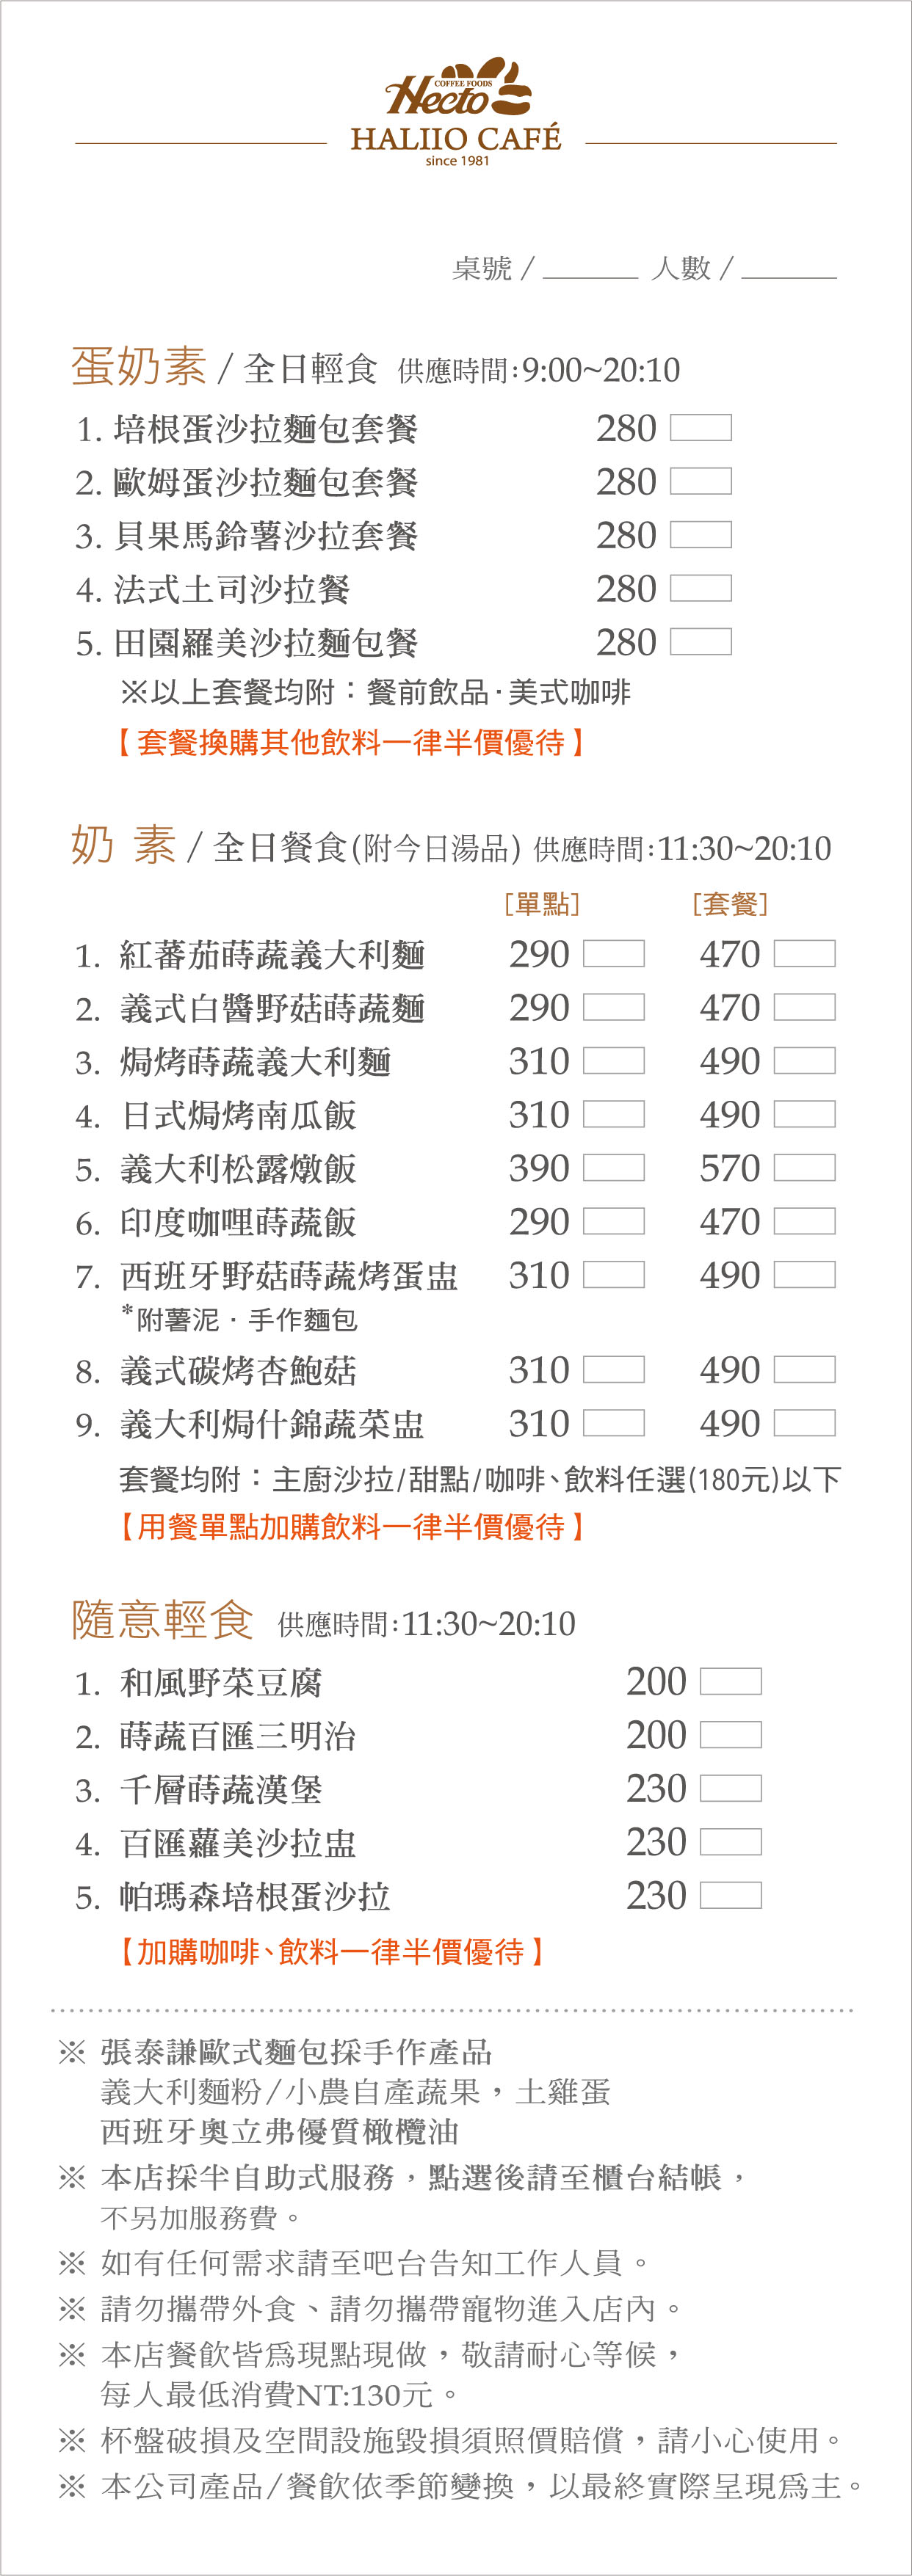 COFFEE FOODS
Hecto
HALIIO CAFÉ
since 1981
桌號 / 人數 /
蛋奶素 / 全日輕食 供應時間:9:00~20:10
1. 培根蛋沙拉麵包套餐 280
2. 歐姆蛋沙拉麵包套餐 280
3. 貝果馬鈴薯沙拉套餐 280
4. 法式土司沙拉餐 280
5. 田園羅美沙拉麵包餐 280
※以上套餐均附：餐前飲品·美式咖啡
【套餐換購其他飲料一律半價優待】
奶 素 / 全日餐食(附今日湯品) 供應時間:11:30~20:10
[單點] [套餐]
1. 紅蕃茄蒔蔬義大利麵 290 470
2. 義式白醬野菇蒔蔬麵 290 470
3. 焗烤蒔蔬義大利麵 310 490
4. 日式焗烤南瓜飯 310 490
5. 義大利松露燉飯 390 570
6. 印度咖哩蒔蔬飯 290 470
7. 西班牙野菇蒔蔬烤蛋盅 310 490
*附薯泥·手作麵包
8. 義式碳烤杏鮑菇 310 490
9. 義大利焗什錦蔬菜盅 310 490
套餐均附：主廚沙拉/甜點/咖啡、飲料任選(180元)以下
【用餐單點加購飲料一律半價優待】
隨意輕食 供應時間:11:30~20:10
1. 和風野菜豆腐 200
2. 蒔蔬百匯三明治 200
3. 千層蒔蔬漢堡 230
4. 百匯蘿美沙拉盅 230
5. 帕瑪森培根蛋沙拉 230
【加購咖啡、飲料一律半價優待】
※ 張泰謙歐式麵包採手作產品
義大利麵粉/小農自產蔬果，土雞蛋
西班牙奧立弗優質橄欖油
※ 本店採半自助式服務，點選後請至櫃台結帳，
不另加服務費。
※ 如有任何需求請至吧台告知工作人員。
※ 請勿攜帶外食、請勿攜帶寵物進入店內。
※ 本店餐飲皆為現點現做，敬請耐心等候，
每人最低消費NT:130元。
※ 杯盤破損及空間設施毀損須照價賠償，請小心使用。
※ 本公司產品/餐飲依季節變換，以最終實際呈現為主。